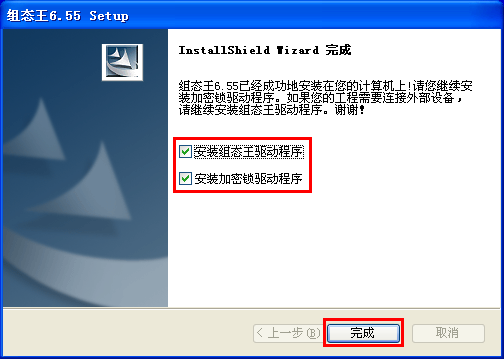 组态王6.55 Setup
InstallShield Wizard 完成
组态王6.55已经成功地安装在您的计算机上!请您继续安
装加密锁驱动程序。如果您的工程需要连接外部设备，
请继续安装组态王驱动程序。谢谢!
安装组态王驱动程序
安装加密锁驱动程序
< 上一步(B)
完成
取消